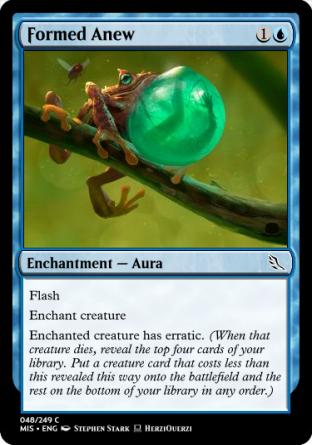 Formed Anew 1
Enchantment — Aura
Flash
Enchant creature
Enchanted creature has erratic. (When that
creature dies, reveal the top four cards of your
library. Put a creature card that costs less than
this revealed this way onto the battlefield and the
rest on the bottom of your library in any order.)
048/249 C
MIS • ENG Stephen Stark HerziQuerzi